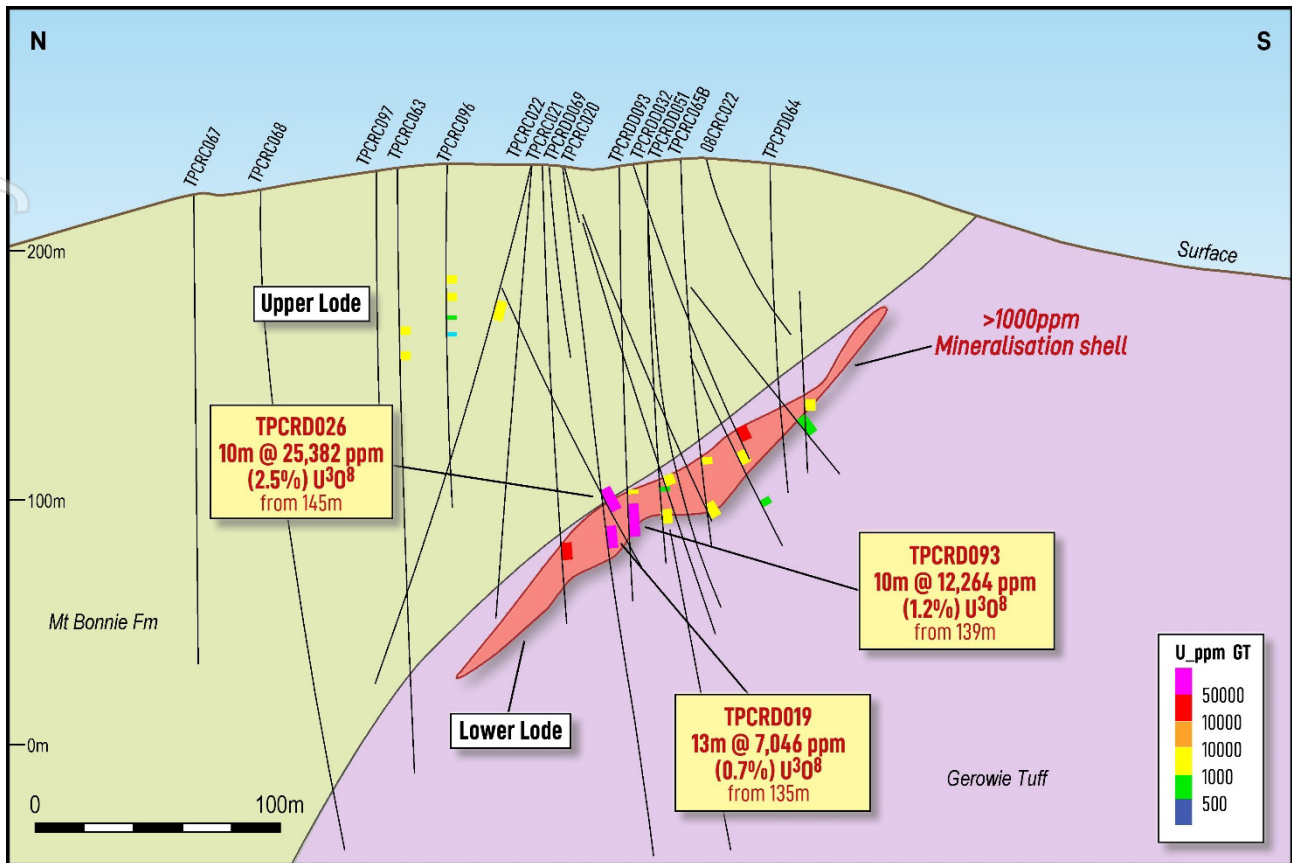 N
S
TPCRC067
TPCRC068
TPCRC097
TPCRC063
TPCRC096
TPCRC022
TPCRC021
TPCRDD069
TPCRC020
TPCRDD093
TPCRDD032
TPCRDD051
TPCRC065B
08CRC022
TPCPD064
200m
Surface
Upper Lode
>1000ppm
Mineralisation shell
TPCRD026
10m @ 25,382 ppm
(2.5%) U³O⁸
from 145m
100m
TPCRD093
10m @ 12,264 ppm
(1.2%) U³O⁸
from 139m
Mt Bonnie Fm
Lower Lode
TPCRD019
13m @ 7,046 ppm
(0.7%) U³O⁸
from 135m
0m
Gerowie Tuff
0
100m
U_ppm GT
50000
10000
10000
1000
500